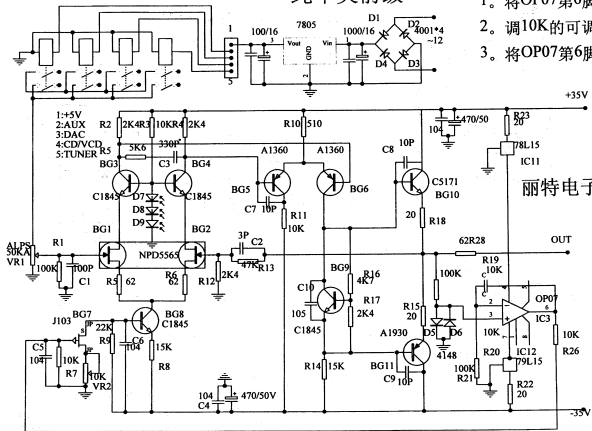 1。将OP07第6脚
2。调10K的可调
3。将OP07第6脚
1
5
100/16
7805
Vout
Vin
GND
3
1
2
1000/16
D1
D2
D3
D4
4001*4
~12
1:+5V
2:AUX
3:DAC
4:CD/VCD
5:TUNER
R2
2K4
R3
10K
R4
2K4
R5
5K6
330P
C3
BG3
BG4
C1845
C1845
D7
D8
D9
R10
510
A1360
A1360
BG5
BG6
C7
10P
R11
10K
C8
10P
C5171
BG10
20
R18
104
470/50
+35V
R23
20
78L15
IC11
丽特电子
ALPS
50KA
VR1
R1
100K
100P
C1
BG1
BG2
NPD5565
R5
62
R6
62
R12
2K4
3P
C2
47K
R13
62
R28
OUT
BG9
R16
4K7
R17
2K4
C10
105
C1845
100K
D5
D6
4148
R15
20
A1930
BG11
C9
10P
R14
15K
R19
10K
C
C
2
3
6
7
OP07
IC3
10K
10K
R26
R20
100K
R21
IC12
79L15
R22
20
J103
BG7
BG8
C1845
22K
R9
C6
104
15K
R8
C5
104
10K
R7
10K
VR2
104
C4
470/50V
-35V